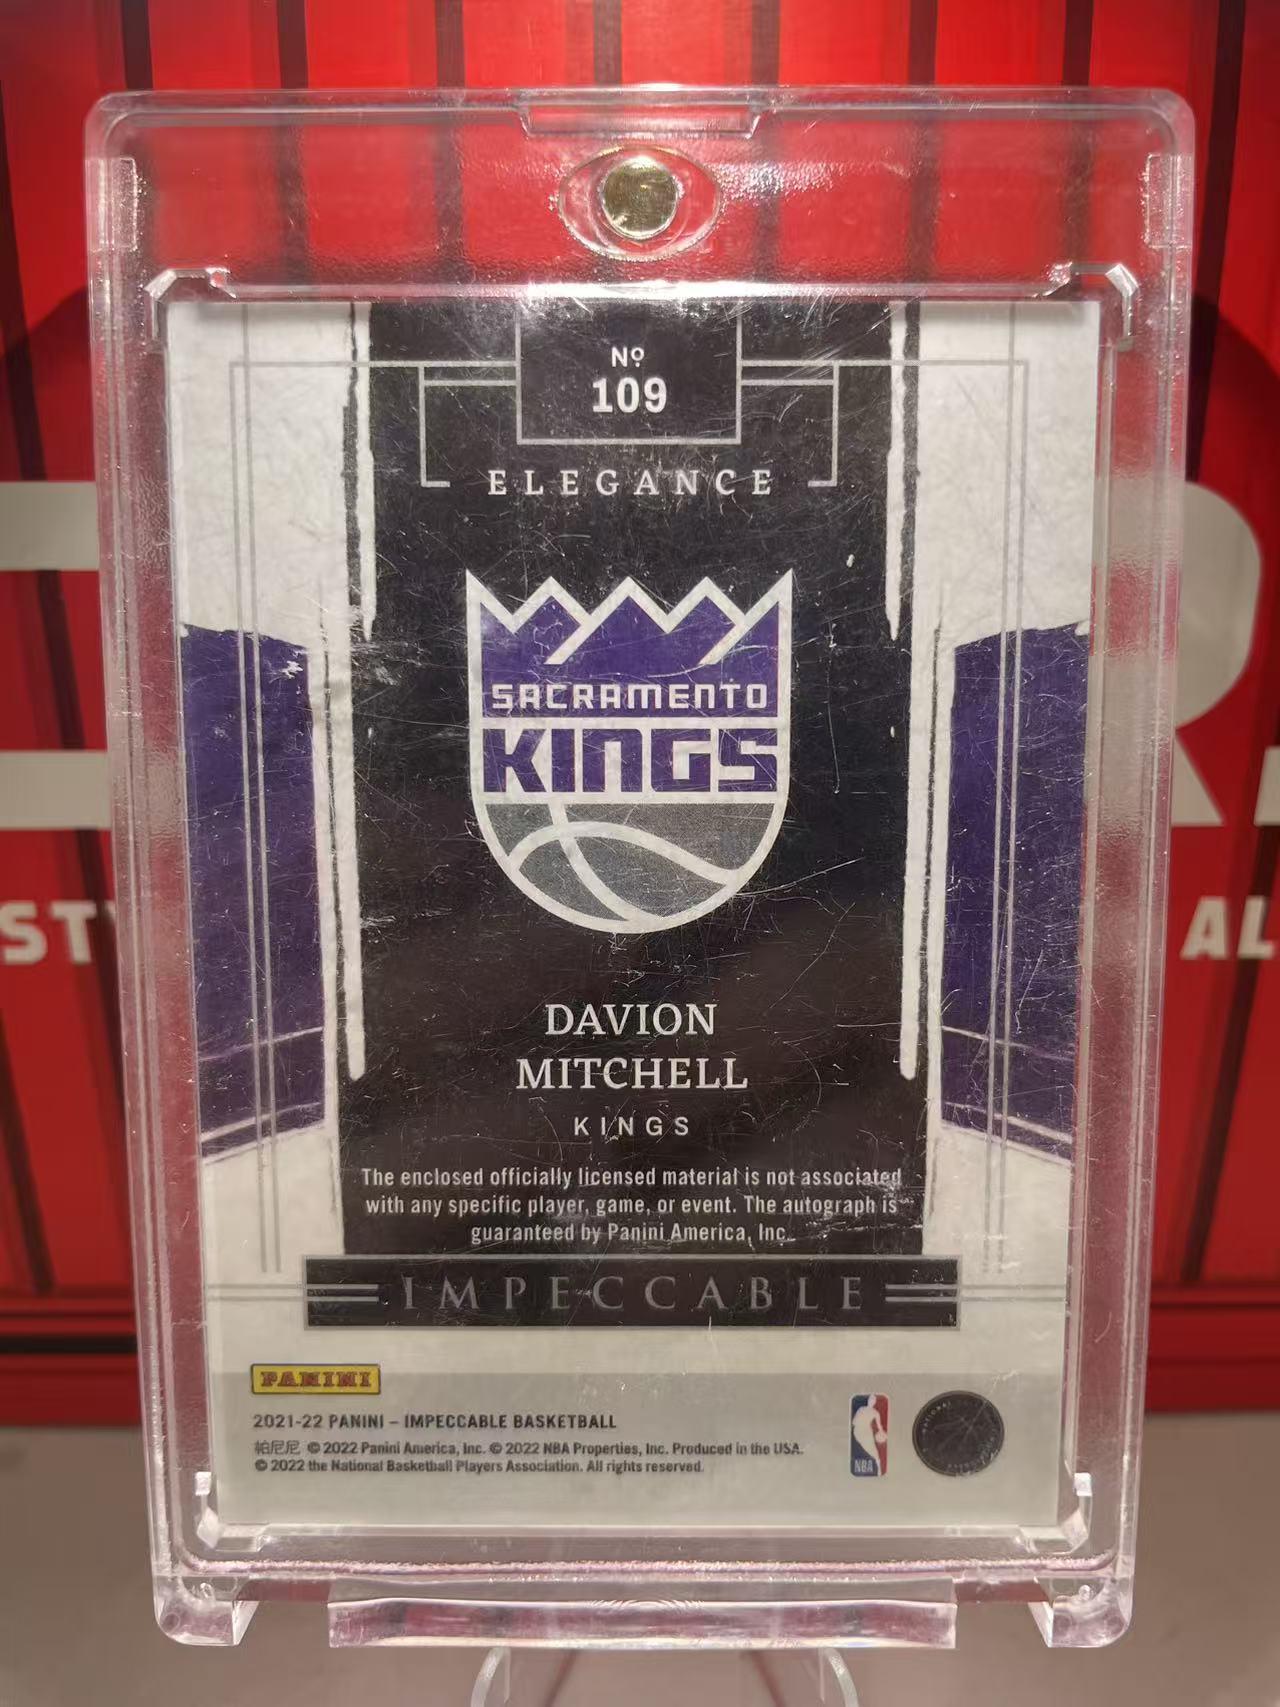 Nº
109
ELEGANCE
SACRAMENTO
KINGS
DAVION
MITCHELL
KINGS
The enclosed officially licensed material is not associated
with any specific player, game, or event. The autograph is
guaranteed by Panini America, Inc.
IMPECCABLE
PANINI
2021-22 PANINI – IMPECCABLE BASKETBALL
帕尼尼 © 2022 Panini America, Inc. © 2022 NBA Properties, Inc. Produced in the USA.
© 2022 the National Basketball Players Association. All rights reserved.
NBA
NATIONAL
ST
AL
R.